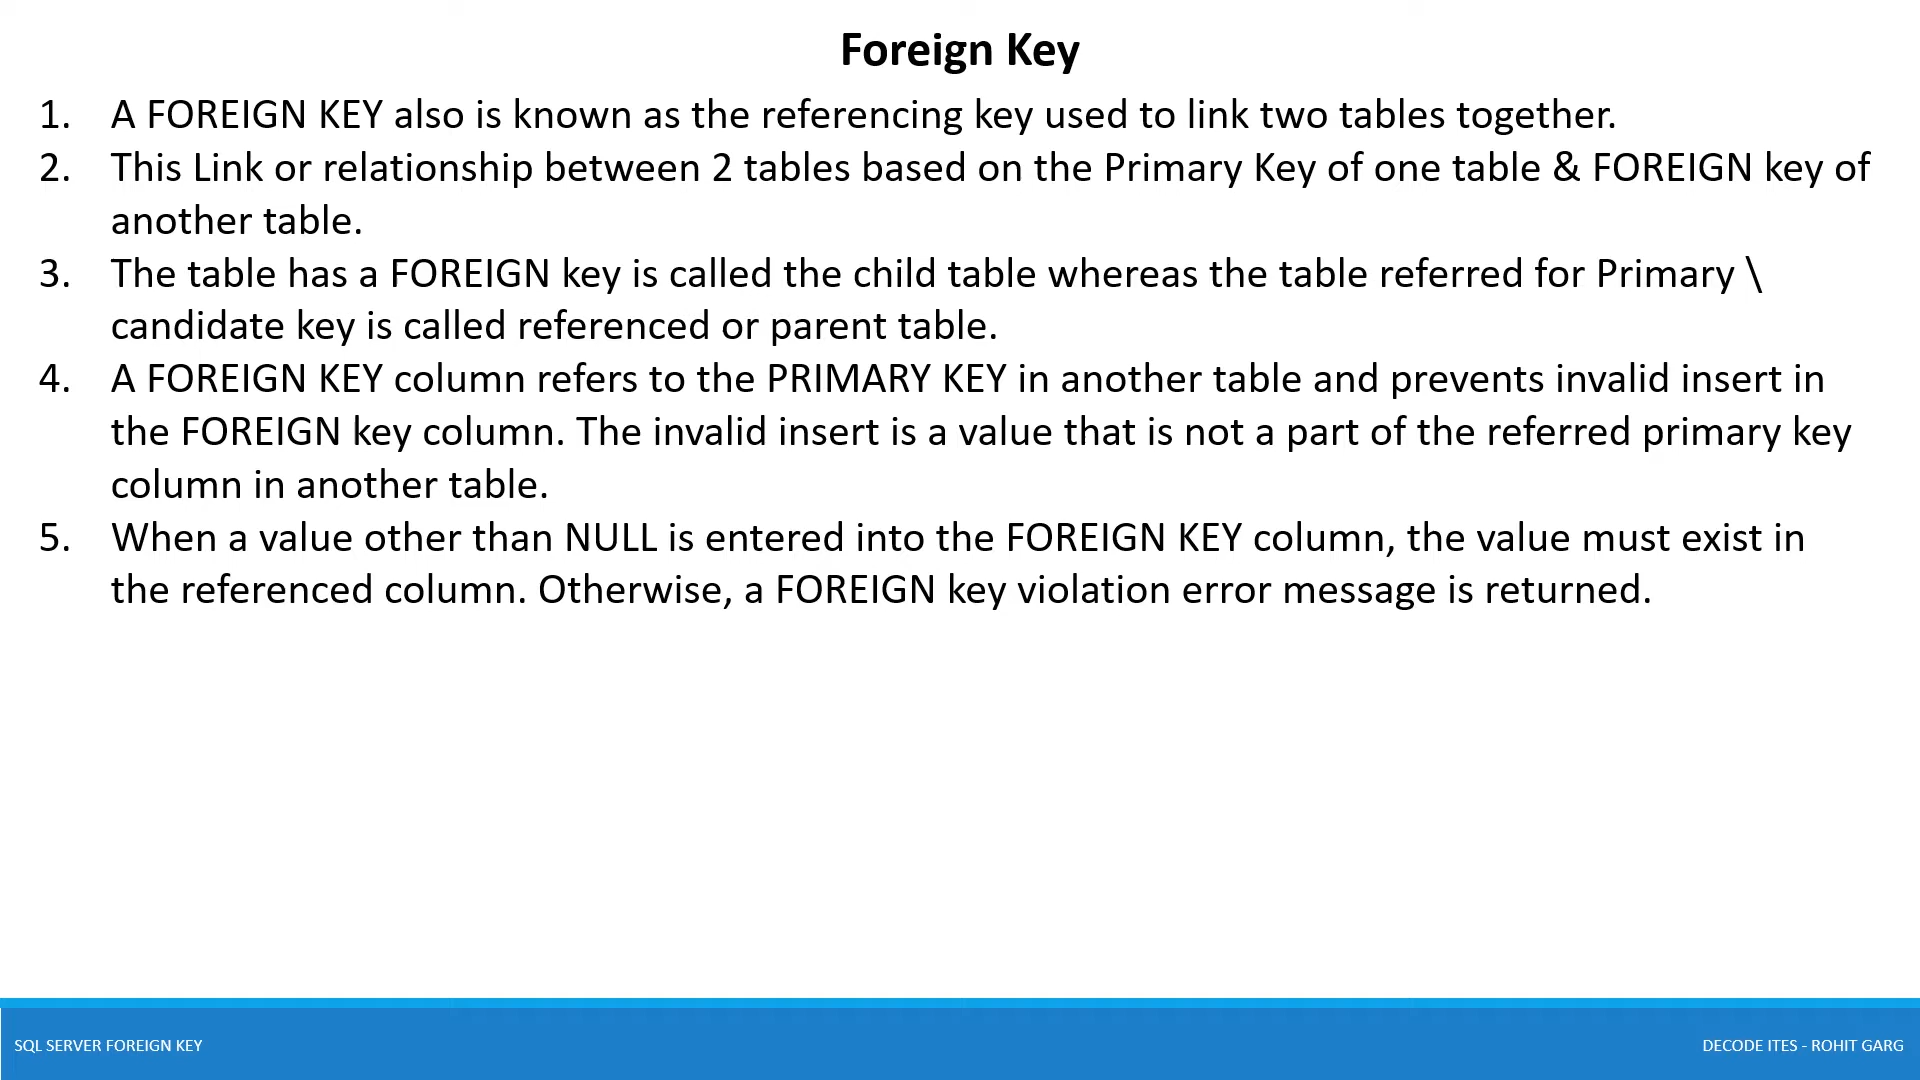 Foreign Key
1. A FOREIGN KEY also is known as the referencing key used to link two tables together.
2. This Link or relationship between 2 tables based on the Primary Key of one table & FOREIGN key of
another table.
3. The table has a FOREIGN key is called the child table whereas the table referred for Primary \
candidate key is called referenced or parent table.
4. A FOREIGN KEY column refers to the PRIMARY KEY in another table and prevents invalid insert in
the FOREIGN key column. The invalid insert is a value that is not a part of the referred primary key
column in another table.
5. When a value other than NULL is entered into the FOREIGN KEY column, the value must exist in
the referenced column. Otherwise, a FOREIGN key violation error message is returned.
SQL SERVER FOREIGN KEY
DECODE ITES - ROHIT GARG